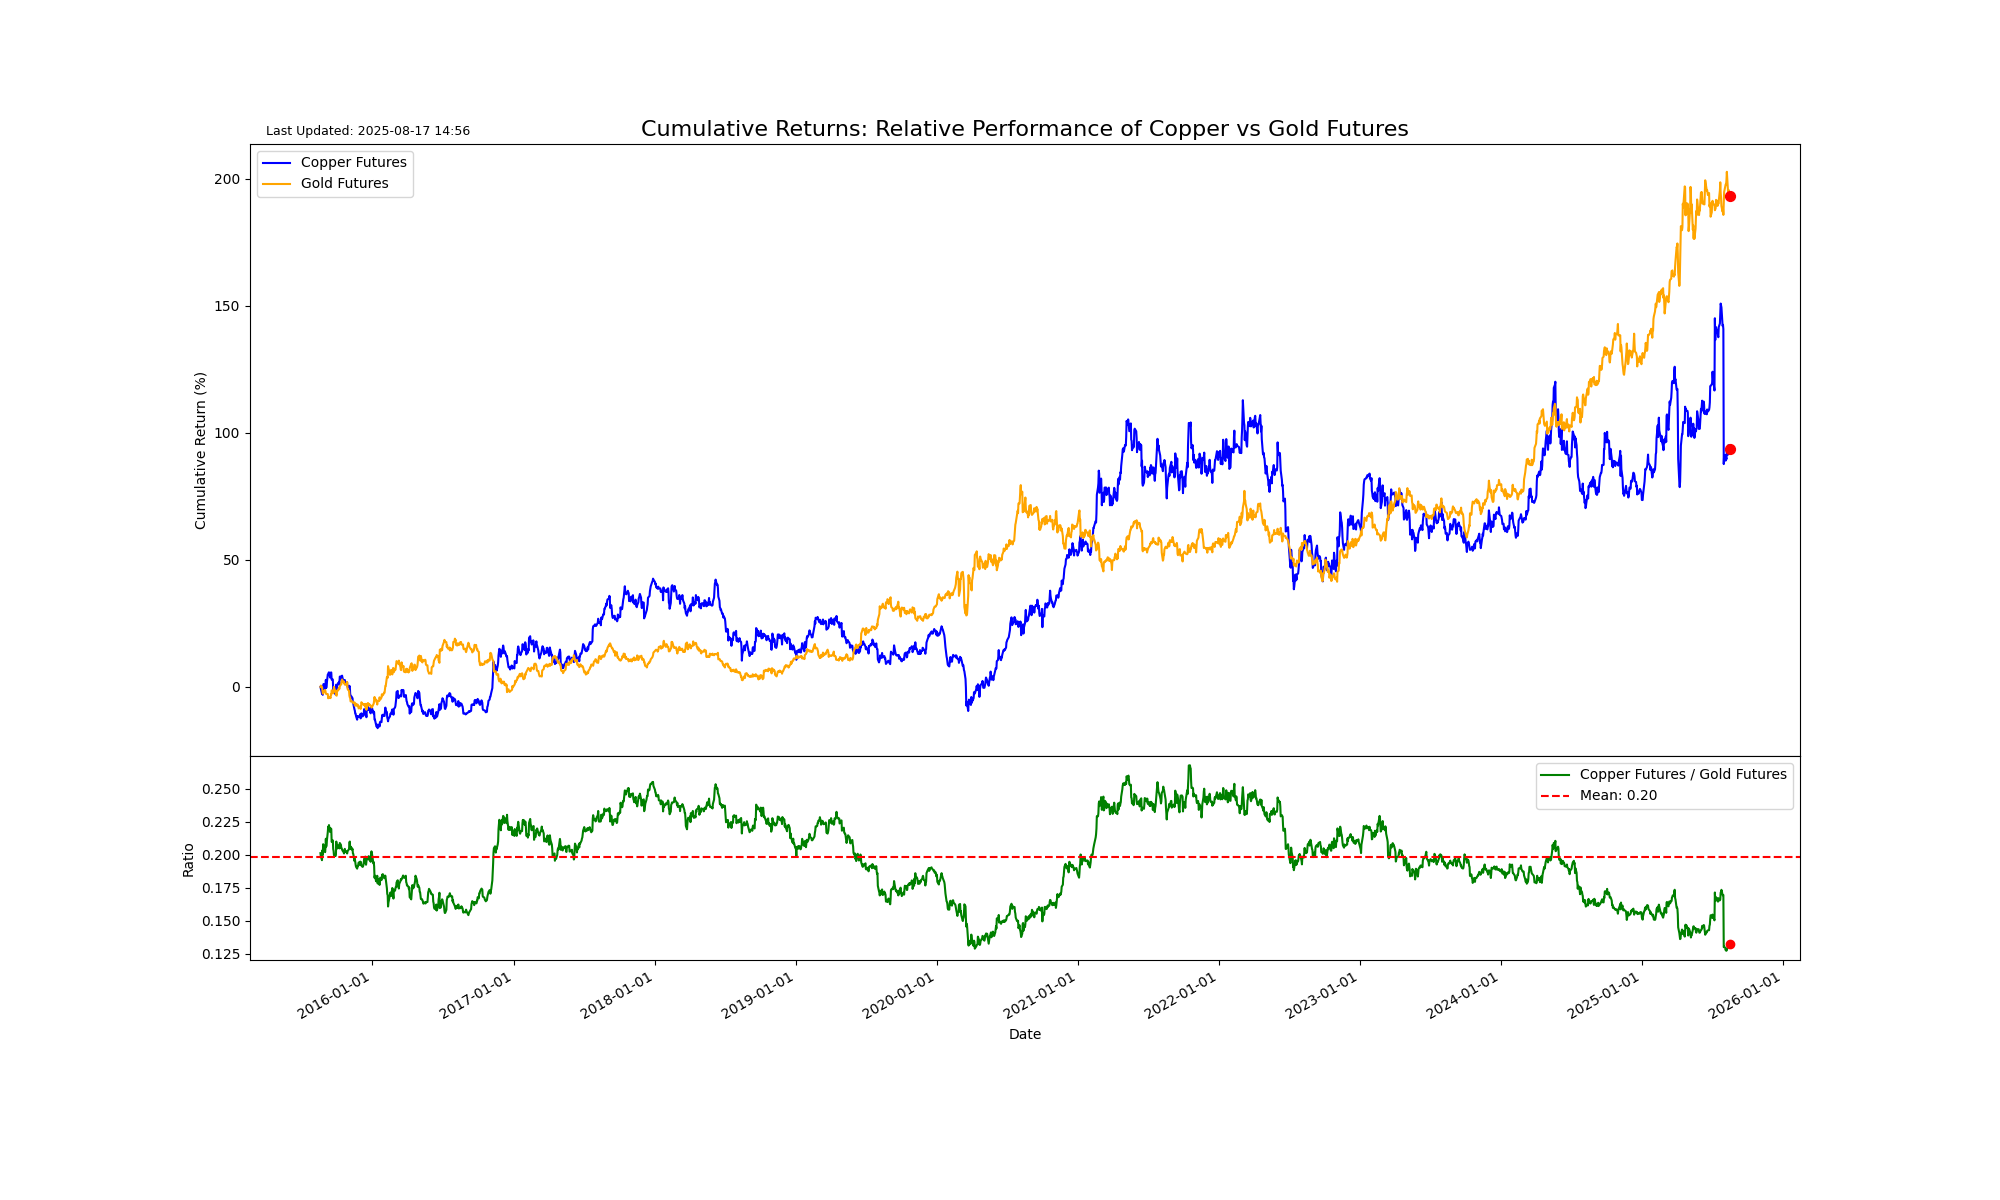 Last Updated: 2025-08-17 14:56
Cumulative Returns: Relative Performance of Copper vs Gold Futures
Copper Futures
Gold Futures
200
150
100
50
0
Cumulative Return (%)
Copper Futures / Gold Futures
Mean: 0.20
0.250
0.225
0.200
0.175
0.150
0.125
Ratio
2016-01-01
2017-01-01
2018-01-01
2019-01-01
2020-01-01
2021-01-01
2022-01-01
2023-01-01
2024-01-01
2025-01-01
2026-01-01
Date